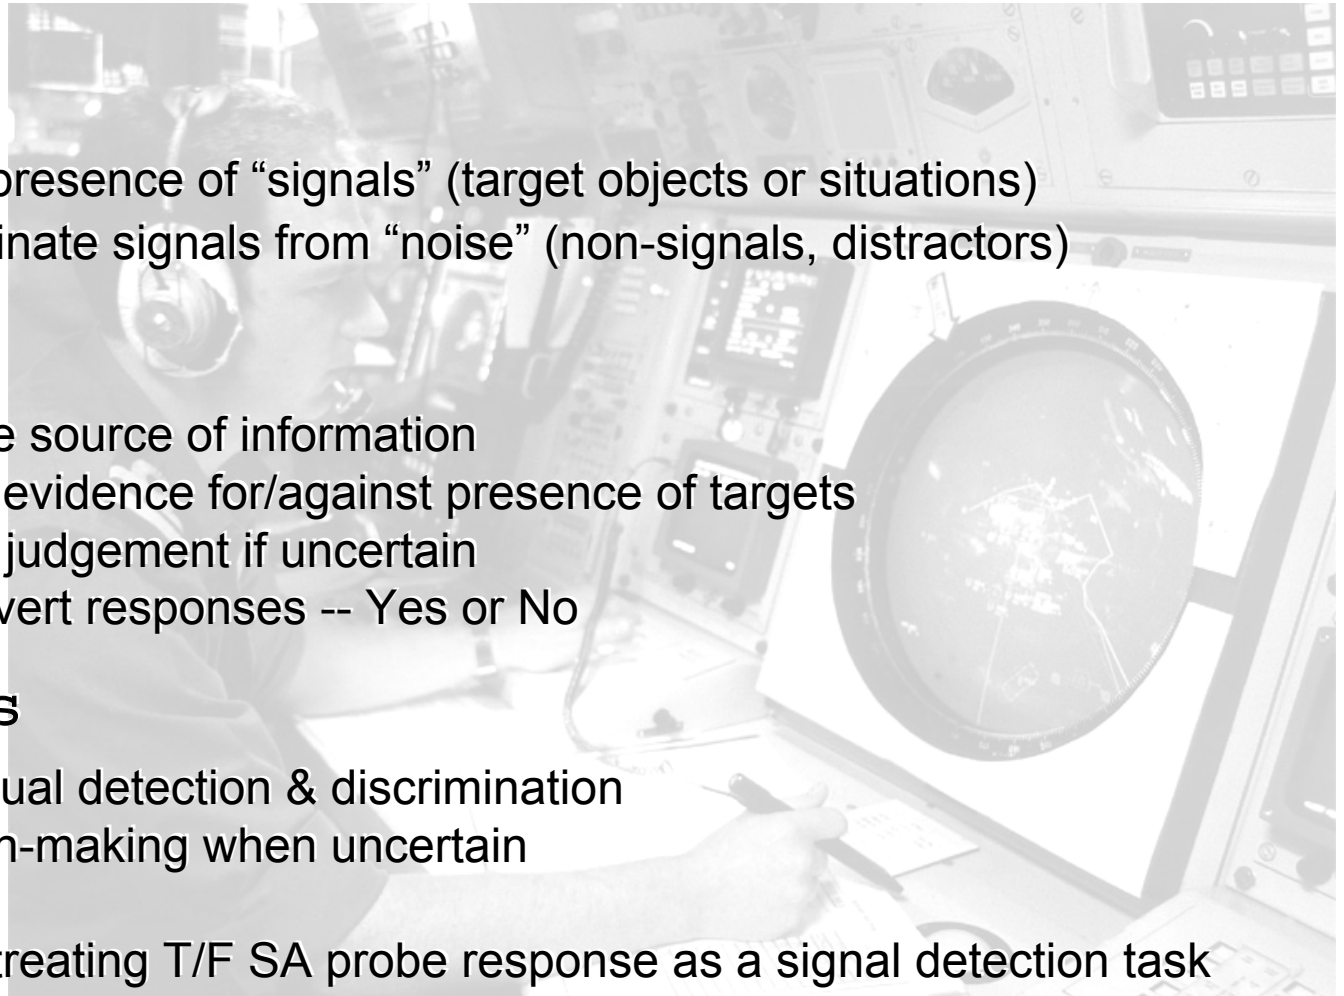 presence of “signals” (target objects or situations)
inate signals from “noise” (non-signals, distractors)
e source of information
evidence for/against presence of targets
judgement if uncertain
vert responses -- Yes or No
s
ual detection & discrimination
n-making when uncertain
treating T/F SA probe response as a signal detection task